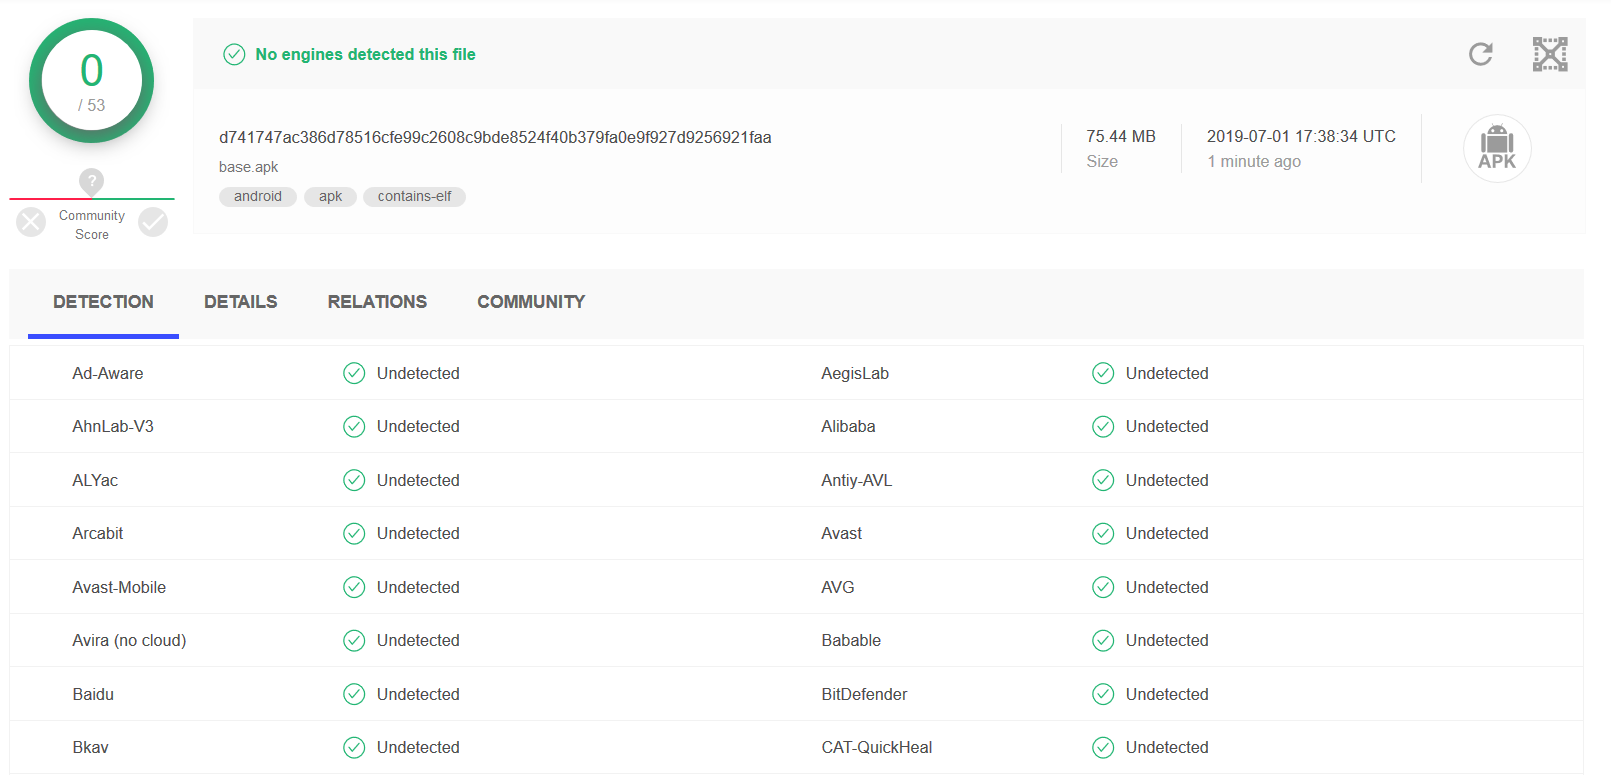 0
/ 53
?
Community
Score
No engines detected this file
d741747ac386d78516cfe99c2608c9bde8524f40b379fa0e9f927d9256921faa
base.apk
android apk contains-elf
75.44 MB
Size
2019-07-01 17:38:34 UTC
1 minute ago
APK
DETECTION DETAILS RELATIONS COMMUNITY
Ad-Aware Undetected AegisLab Undetected
AhnLab-V3 Undetected Alibaba Undetected
ALYac Undetected Antiy-AVL Undetected
Arcabit Undetected Avast Undetected
Avast-Mobile Undetected AVG Undetected
Avira (no cloud) Undetected Babable Undetected
Baidu Undetected BitDefender Undetected
Bkav Undetected CAT-QuickHeal Undetected